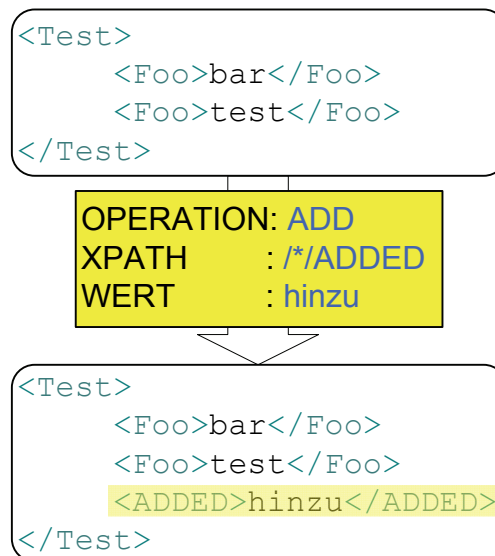 <Test>
<Foo>bar</Foo>
<Foo>test</Foo>
</Test>
OPERATION: ADD
XPATH : /*/ADDED
WERT : hinzu
<Test>
<Foo>bar</Foo>
<Foo>test</Foo>
<ADDED>hinzu</ADDED>
</Test>